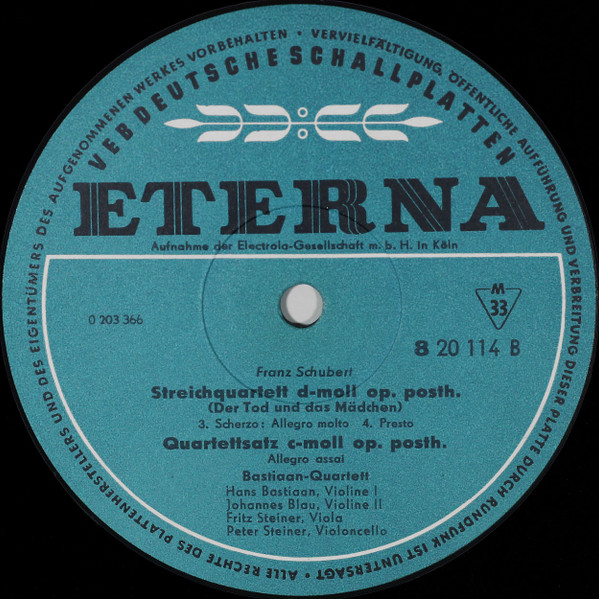 ALLE RECHTE DES PLATTENHERSTELLERS UND DES EIGENTÜMERS DES AUFGENOMMENEN WERKES VORBEHALTEN • VERVIELFÄLTIGUNG, ÖFFENTLICHE AUFFÜHRUNG UND VERBREITUNG DIESER PLATTE DURCH RUNDFUNK IST UNTERSAGT •
VEB DEUTSCHE SCHALLPLATTEN
ETERNA
Aufnahme der Electrola-Gesellschaft m. b. H. in Köln
M
33
0 203 366
8 20 114 B
Franz Schubert
Streichquartett d-moll op. posth.
(Der Tod und das Mädchen)
3. Scherzo: Allegro molto 4. Presto
Quartettsatz c-moll op. posth.
Allegro assai
Bastiaan-Quartett
Hans Bastiaan, Violine I
Johannes Blau, Violine II
Fritz Steiner, Viola
Peter Steiner, Violoncello